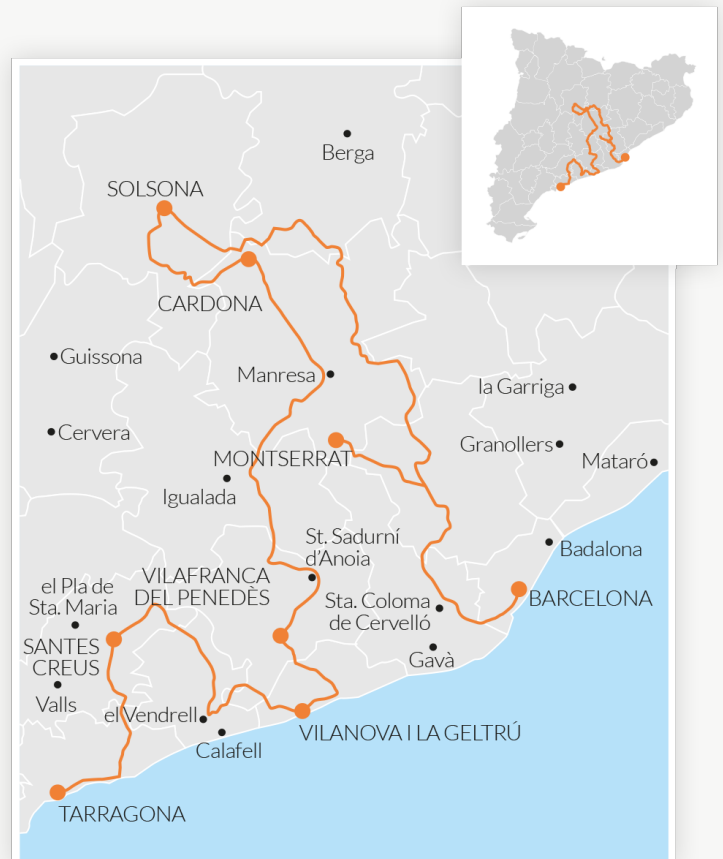 Berga
SOLSONA
CARDONA
Guissona
Manresa
la Garriga
Cervera
Granollers
MONTSERRAT
Mataró
Igualada
St. Sadurní
d'Anoia
Badalona
VILAFRANCA
DEL PENEDÈS
el Pla de
Sta. Maria
Sta. Coloma
de Cervelló
BARCELONA
SANTES
CREUS
Gavà
Valls
el Vendrell
VILANOVA I LA GELTRÚ
Calafell
TARRAGONA